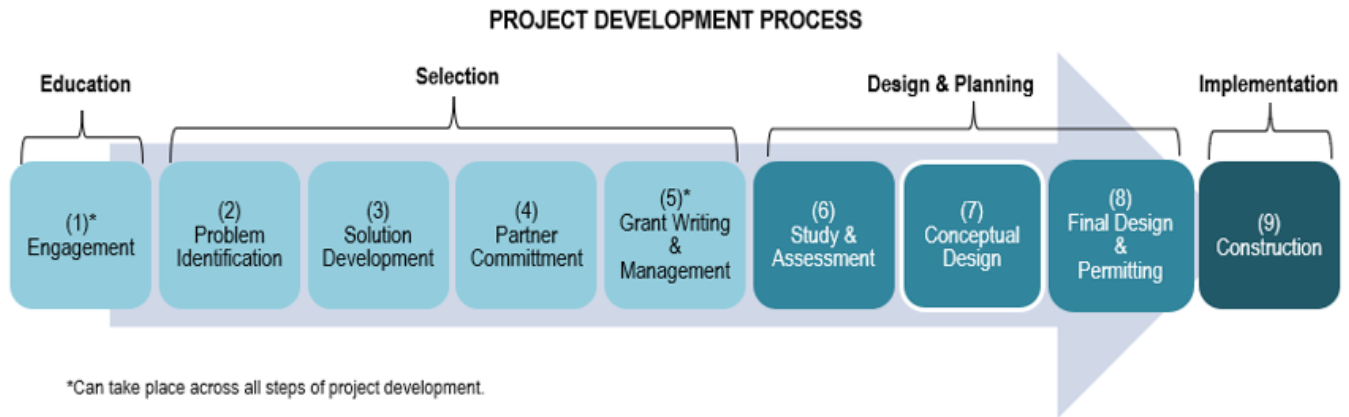 PROJECT DEVELOPMENT PROCESS
Education
Selection
Design & Planning
Implementation
(1)*
Engagement
(2)
Problem
Identification
(3)
Solution
Development
(4)
Partner
Committment
(5)*
Grant Writing
&
Management
(6)
Study &
Assessment
(7)
Conceptual
Design
(8)
Final Design
&
Permitting
(9)
Construction
*Can take place across all steps of project development.